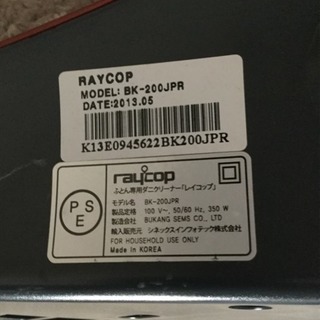 RAYCOP
MODEL: BK-200JPR
DATE:2013.05
K13E0945622BK200JPR
raycop
ふとん専用ダニクリーナー「レイコップ」
モデル名 BK-200JPR
製品定格 100 V~, 50/60 Hz, 350 W
製造会社 BUKANG SEMS CO., LTD
輸入販売元 シネックスインフォテック株式会社
FOR HOUSEHOLD USE ONLY
Made in KOREA
P S
E